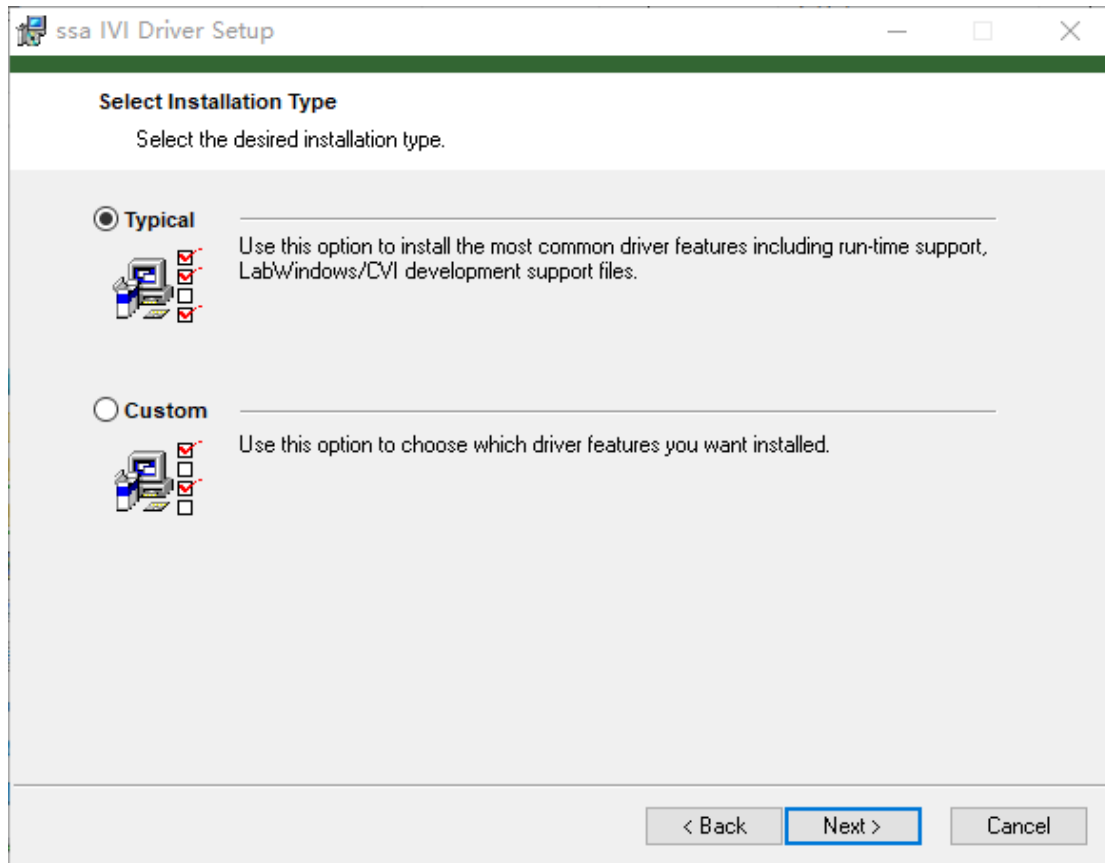 ssa IVI Driver Setup
Select Installation Type
Select the desired installation type.
Typical
Use this option to install the most common driver features including run-time support,
LabWindows/CVI development support files.
Custom
Use this option to choose which driver features you want installed.
< Back
Next >
Cancel